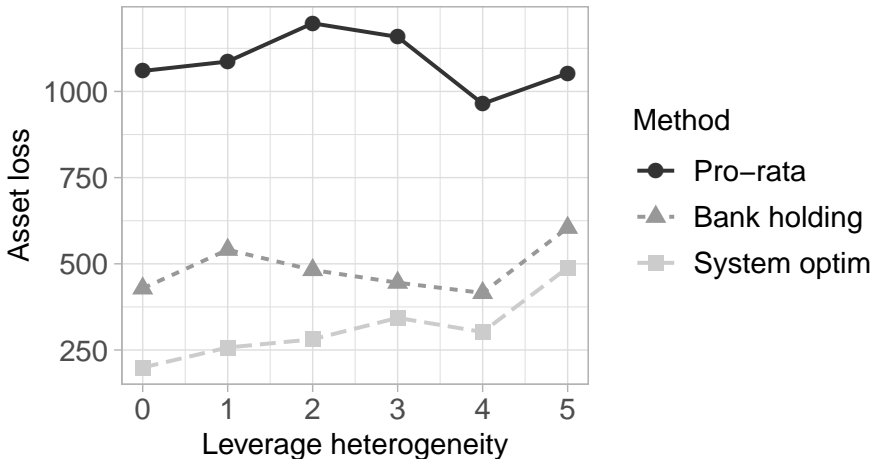 Asset loss
1000
750
500
250
0 1 2 3 4 5
Leverage heterogeneity
Method
Pro−rata
Bank holding
System optim